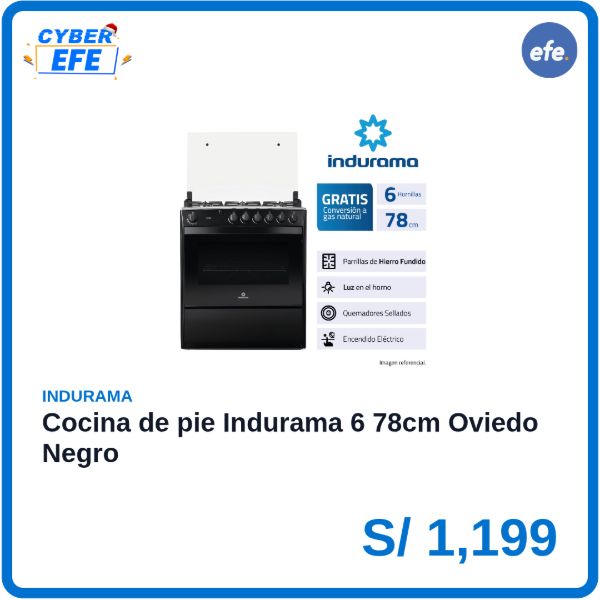 CYBER
EFE
efe.
indurama
GRATIS
Conversión a
gas natural
6 Hornillas
78 cm
Parrillas de Hierro Fundido
Luz en el horno
Quemadores Sellados
Encendido Eléctrico
Imagen referencial.
INDURAMA
Cocina de pie Indurama 6 78cm Oviedo
Negro
S/ 1,199